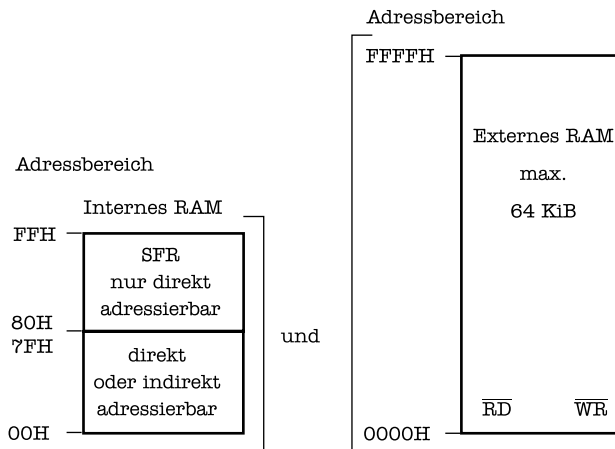 Adressbereich
FFFFH
Externes RAM
max.
64 KiB
Adressbereich
Internes RAM
FFH
SFR
nur direkt
adressierbar
80H
7FH
und
direkt
oder indirekt
adressierbar
RD WR
00H
0000H